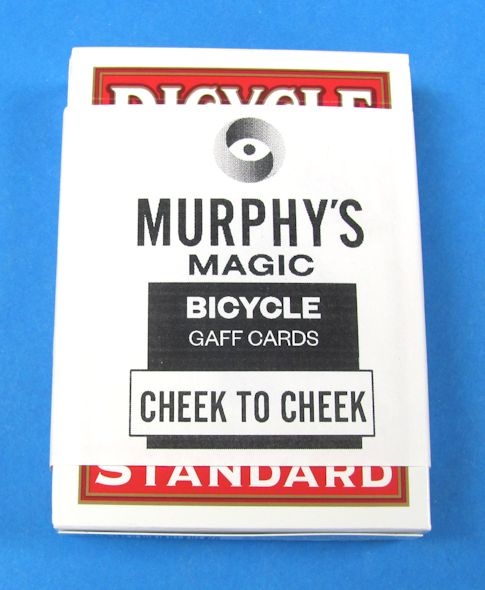 BICYCLE
MURPHY'S
MAGIC
BICYCLE
GAFF CARDS
CHEEK TO CHEEK
STANDARD